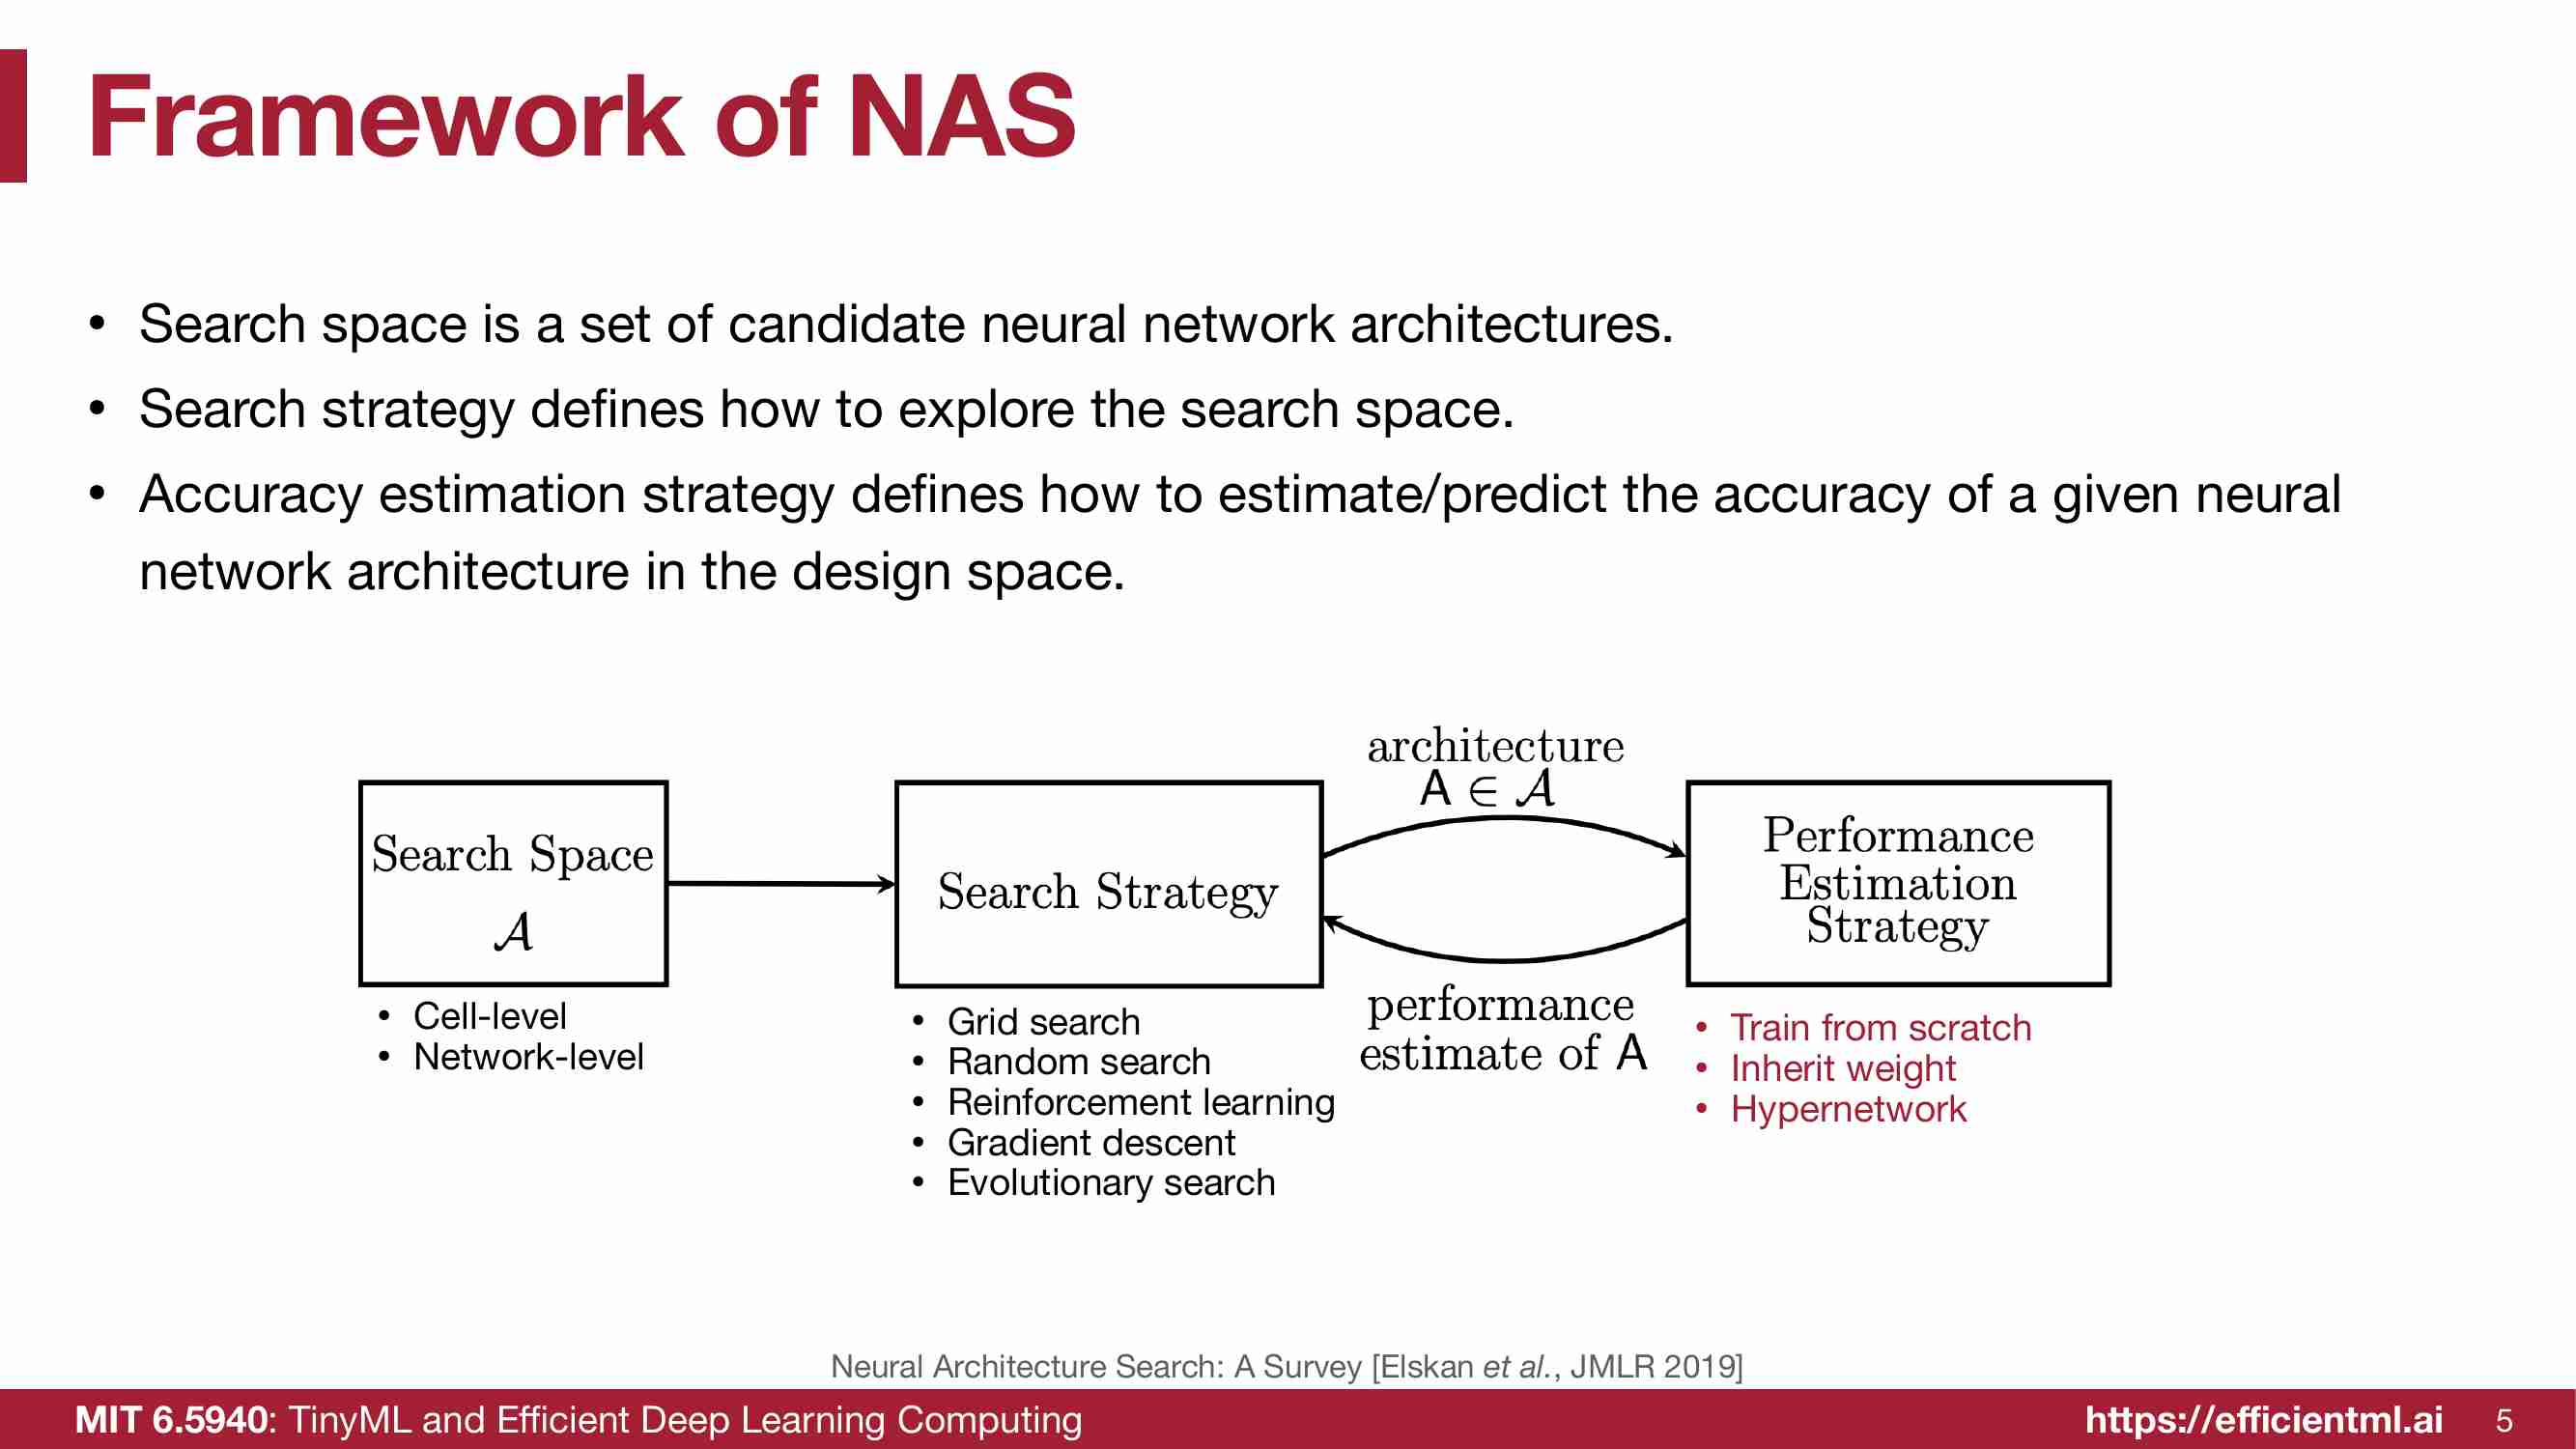 Framework of NAS
• Search space is a set of candidate neural network architectures.
• Search strategy defines how to explore the search space.
• Accuracy estimation strategy defines how to estimate/predict the accuracy of a given neural
network architecture in the design space.
Search Space
𝒜
• Cell-level
• Network-level
Search Strategy
• Grid search
• Random search
• Reinforcement learning
• Gradient descent
• Evolutionary search
architecture
A ∈ 𝒜
performance
estimate of A
Performance
Estimation
Strategy
• Train from scratch
• Inherit weight
• Hypernetwork
Neural Architecture Search: A Survey [Elskan et al., JMLR 2019]
MIT 6.5940: TinyML and Efficient Deep Learning Computing
https://efficientml.ai
5